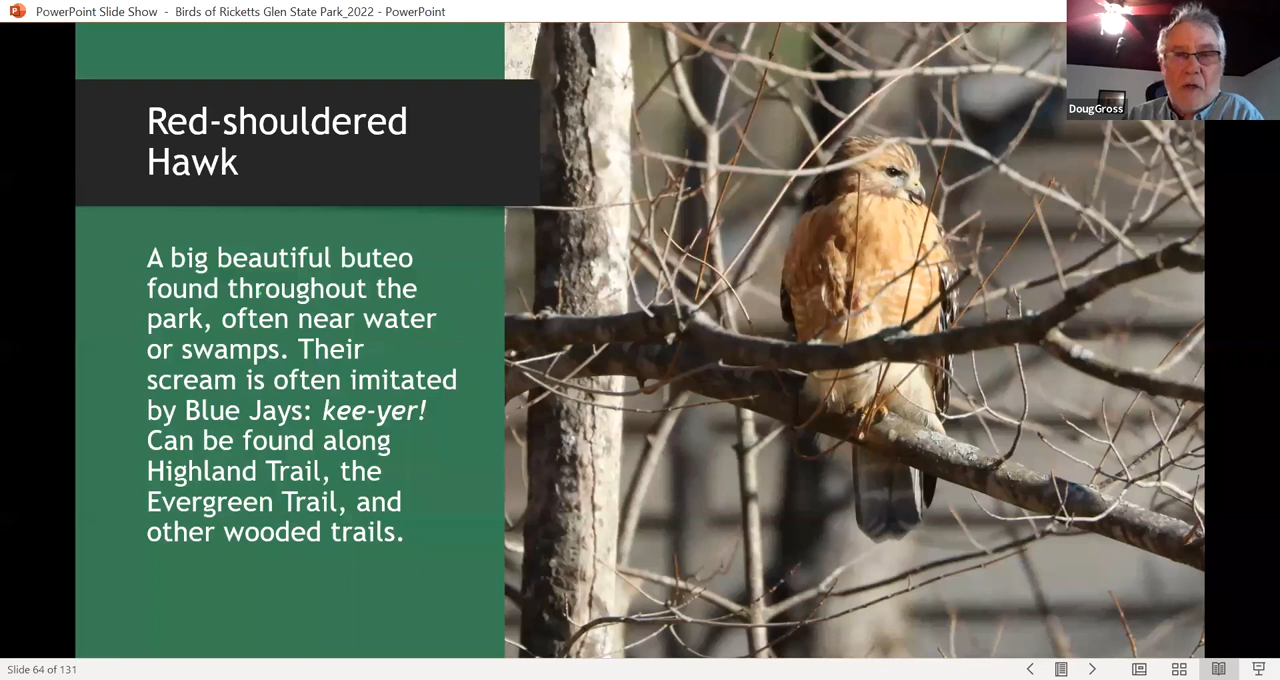 PowerPoint Slide Show - Birds of Ricketts Glen State Park_2022 - PowerPoint
DougGross
Red-shouldered
Hawk
A big beautiful buteo
found throughout the
park, often near water
or swamps. Their
scream is often imitated
by Blue Jays: kee-yer!
Can be found along
Highland Trail, the
Evergreen Trail, and
other wooded trails.
Slide 64 of 131